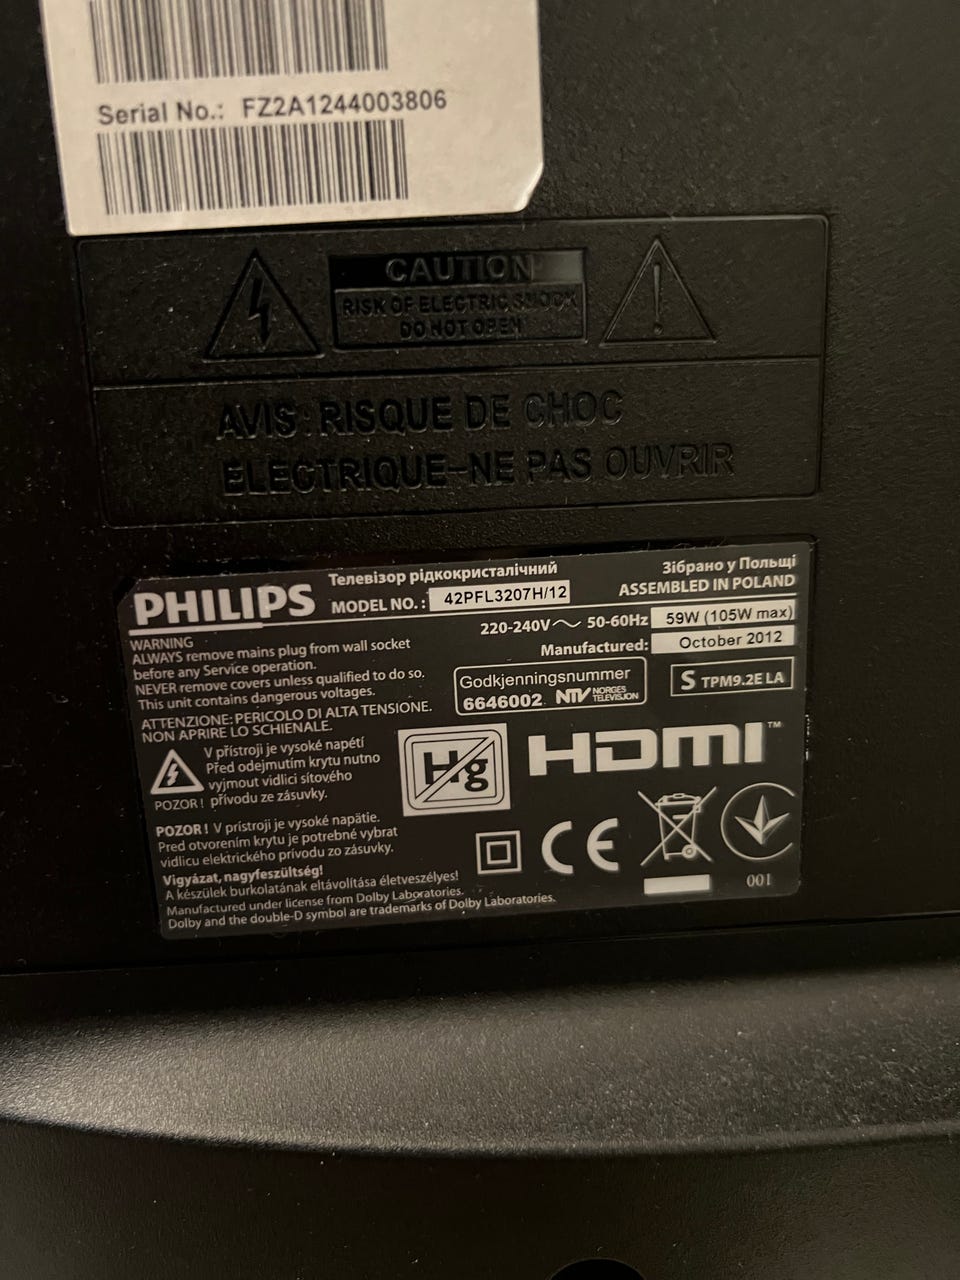 Serial No.: FZ2A1244003806
CAUTION
RISK OF ELECTRIC SHOCK
DO NOT OPEN
AVIS : RISQUE DE CHOC
ELECTRIQUE-NE PAS OUVRIR
PHILIPS
Телевізор рідкокристалічний
MODEL NO. : 42PFL3207H/12
Зібрано у Польщі
ASSEMBLED IN POLAND
220-240V～ 50-60Hz 59W (105W max)
Manufactured: October 2012
WARNING
ALWAYS remove mains plug from wall socket
before any Service operation.
NEVER remove covers unless qualified to do so.
This unit contains dangerous voltages.
ATTENZIONE: PERICOLO DI ALTA TENSIONE.
NON APRIRE LO SCHIENALE.
Godkjenningsnummer
6646002 NTV NORGES
TELEVISJON
S TPM9.2E LA
V přístroji je vysoké napětí
Před odejmutím krytu nutno
vyjmout vidlici síťového
POZOR ! přívodu ze zásuvky.
Hg
HDMI™
POZOR ! V prístroji je vysoké napätie.
Pred otvorením krytu je potrebné vybrat
vidlicu elektrického prívodu zo zásuvky.
Vigyázat, nagyfeszültség!
A készülek burkolatának eltávolítása életveszélyes!
Manufactured under license from Dolby Laboratories.
Dolby and the double-D symbol are trademarks of Dolby Laboratories.
CE
001